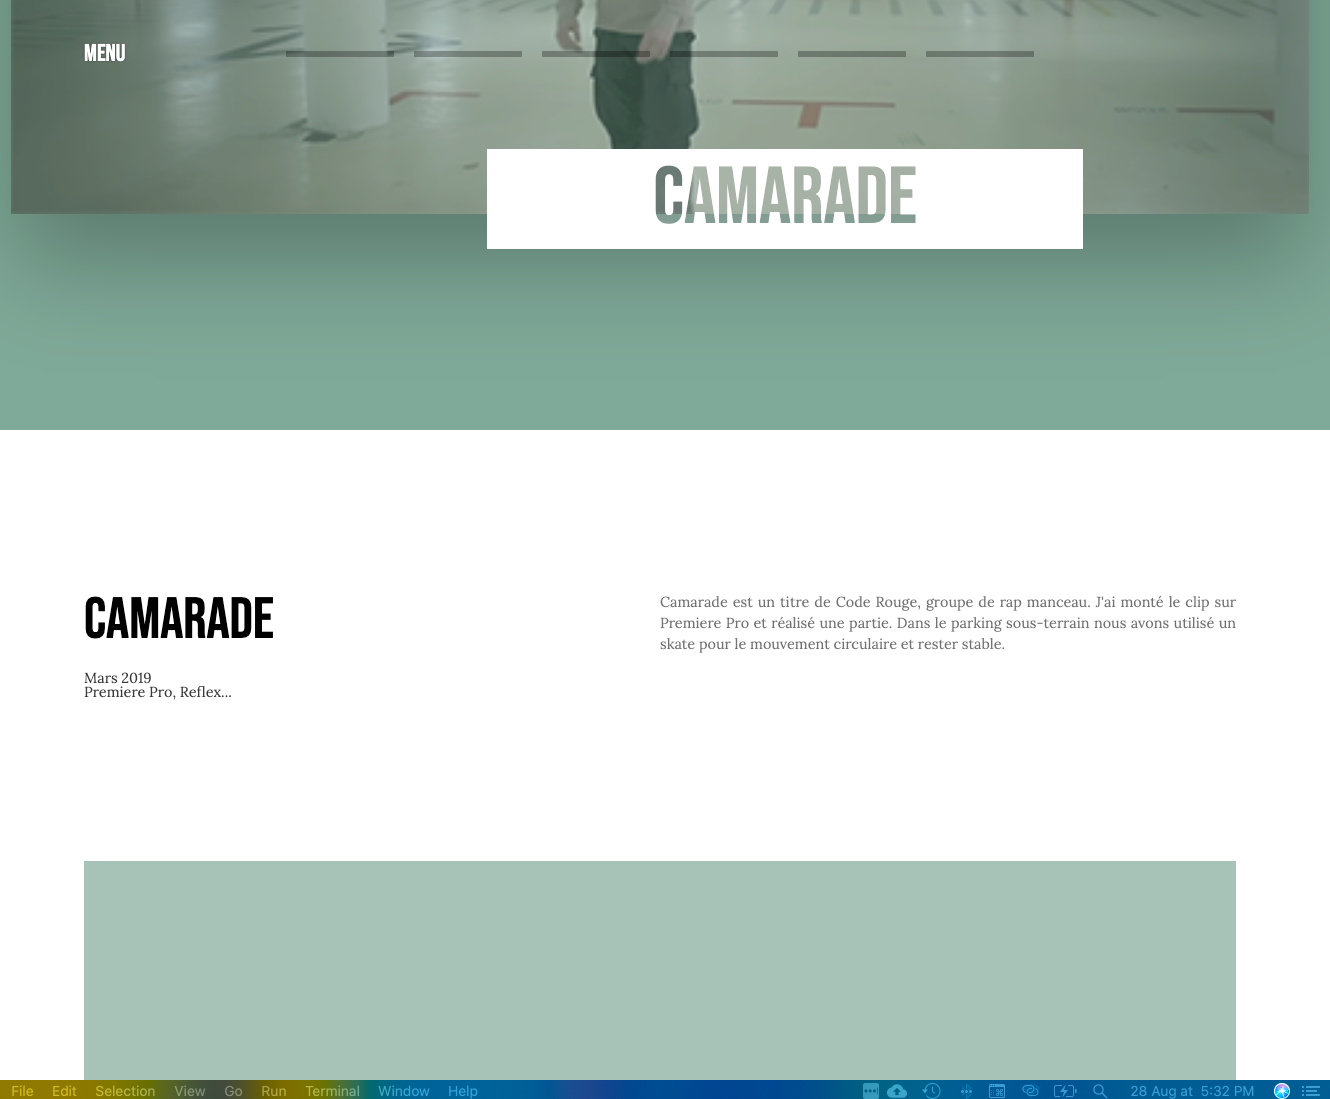 MENU
CAMARADE
CAMARADE
Mars 2019
Premiere Pro, Reflex...
Camarade est un titre de Code Rouge, groupe de rap manceau. J'ai monté le clip sur
Premiere Pro et réalisé une partie. Dans le parking sous-terrain nous avons utilisé un
skate pour le mouvement circulaire et rester stable.
File Edit Selection View Go Run Terminal Window Help 28 Aug at 5:32 PM